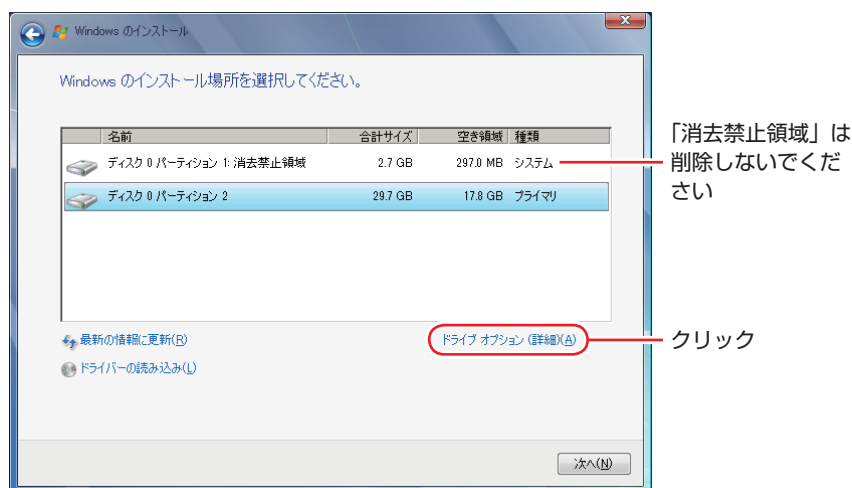 Windows のインストール
Windows のインストール場所を選択してください。
名前 合計サイズ 空き領域 種類
ディスク 0 パーティション 1: 消去禁止領域 2.7 GB 297.0 MB システム
ディスク 0 パーティション 2 29.7 GB 17.8 GB プライマリ
「消去禁止領域」は
削除しないでくだ
さい
最新の情報に更新(R)
ドライブ オプション (詳細)(A)
クリック
ドライバーの読み込み(L)
次へ(N)